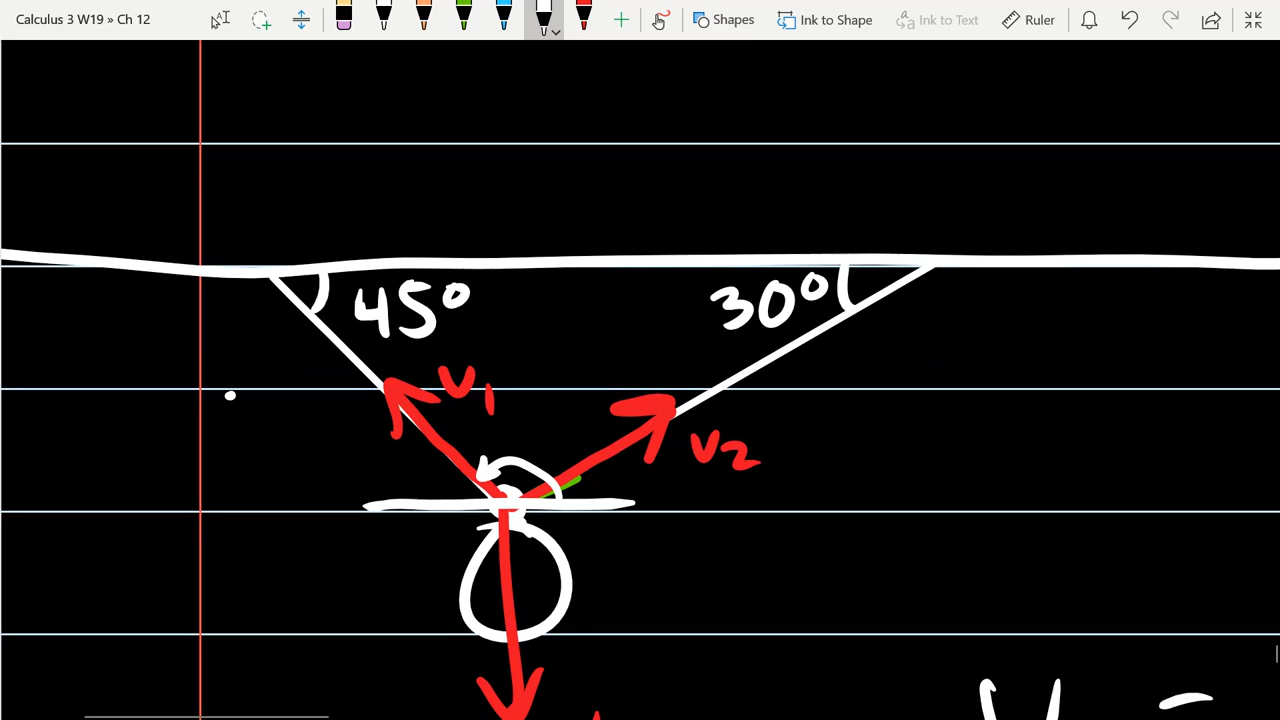 Calculus 3 W19 » Ch 12
Shapes
Ink to Shape
Ink to Text
Ruler
45°
30°
v1
v2